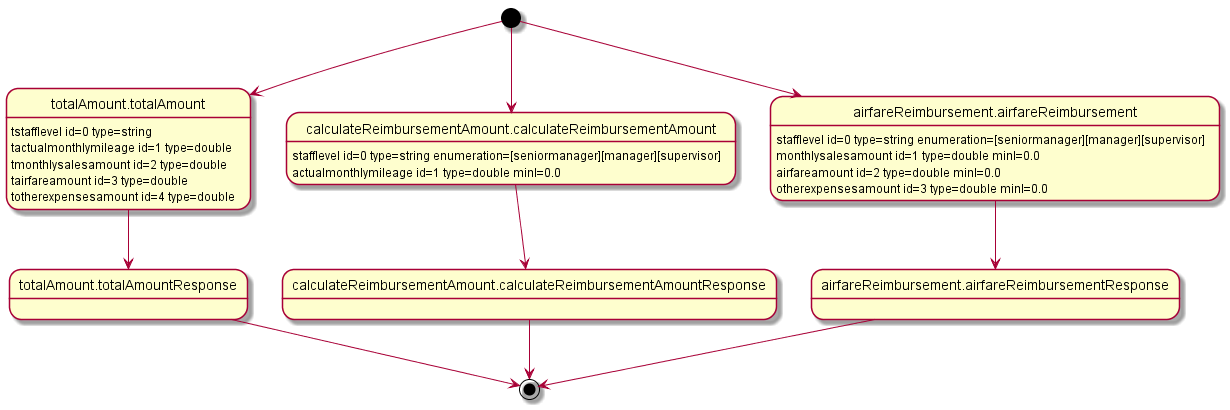 totalAmount.totalAmount
tstafflevel id=0 type=string
tactualmonthlymileage id=1 type=double
tmonthlysalesamount id=2 type=double
tairfareamount id=3 type=double
totherexpensesamount id=4 type=double
calculateReimbursementAmount.calculateReimbursementAmount
stafflevel id=0 type=string enumeration=[seniormanager][manager][supervisor]
actualmonthlymileage id=1 type=double minI=0.0
airfareReimbursement.airfareReimbursement
stafflevel id=0 type=string enumeration=[seniormanager][manager][supervisor]
monthlysalesamount id=1 type=double minI=0.0
airfareamount id=2 type=double minI=0.0
otherexpensesamount id=3 type=double minI=0.0
totalAmount.totalAmountResponse
calculateReimbursementAmount.calculateReimbursementAmountResponse
airfareReimbursement.airfareReimbursementResponse